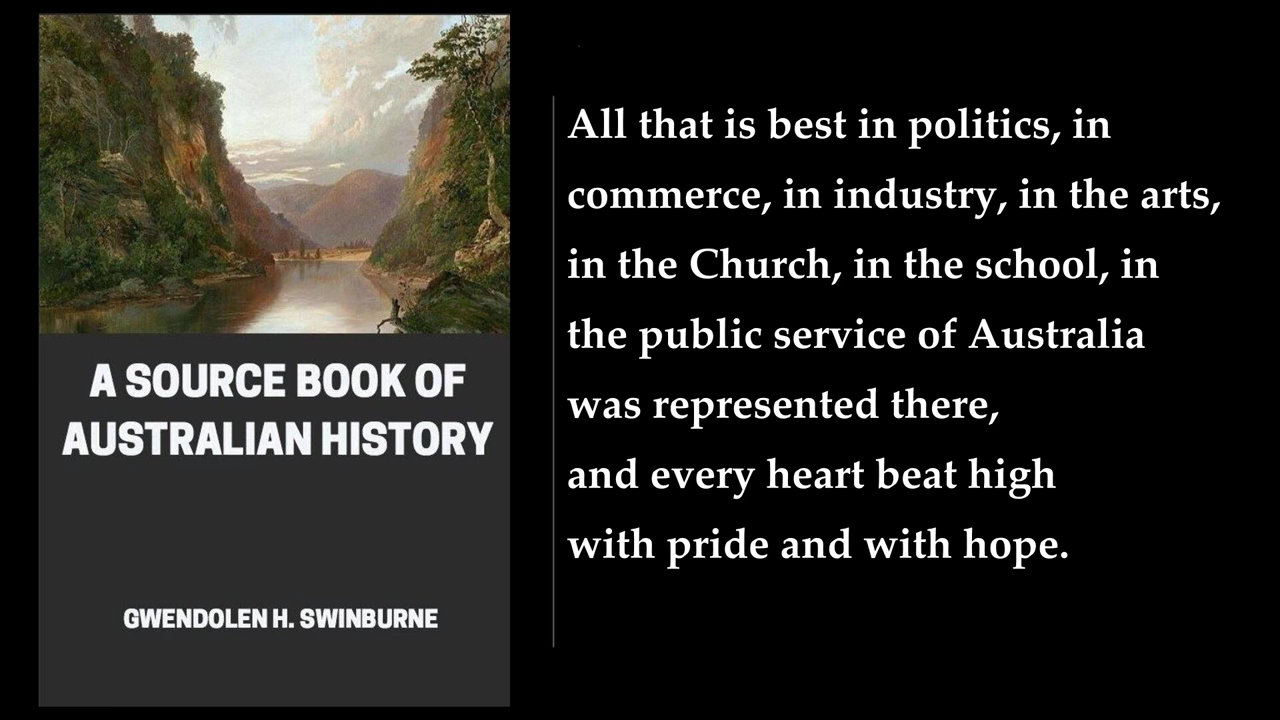 A SOURCE BOOK OF
AUSTRALIAN HISTORY
GWENDOLEN H. SWINBURNE
All that is best in politics, in
commerce, in industry, in the arts,
in the Church, in the school, in
the public service of Australia
was represented there,
and every heart beat high
with pride and with hope.